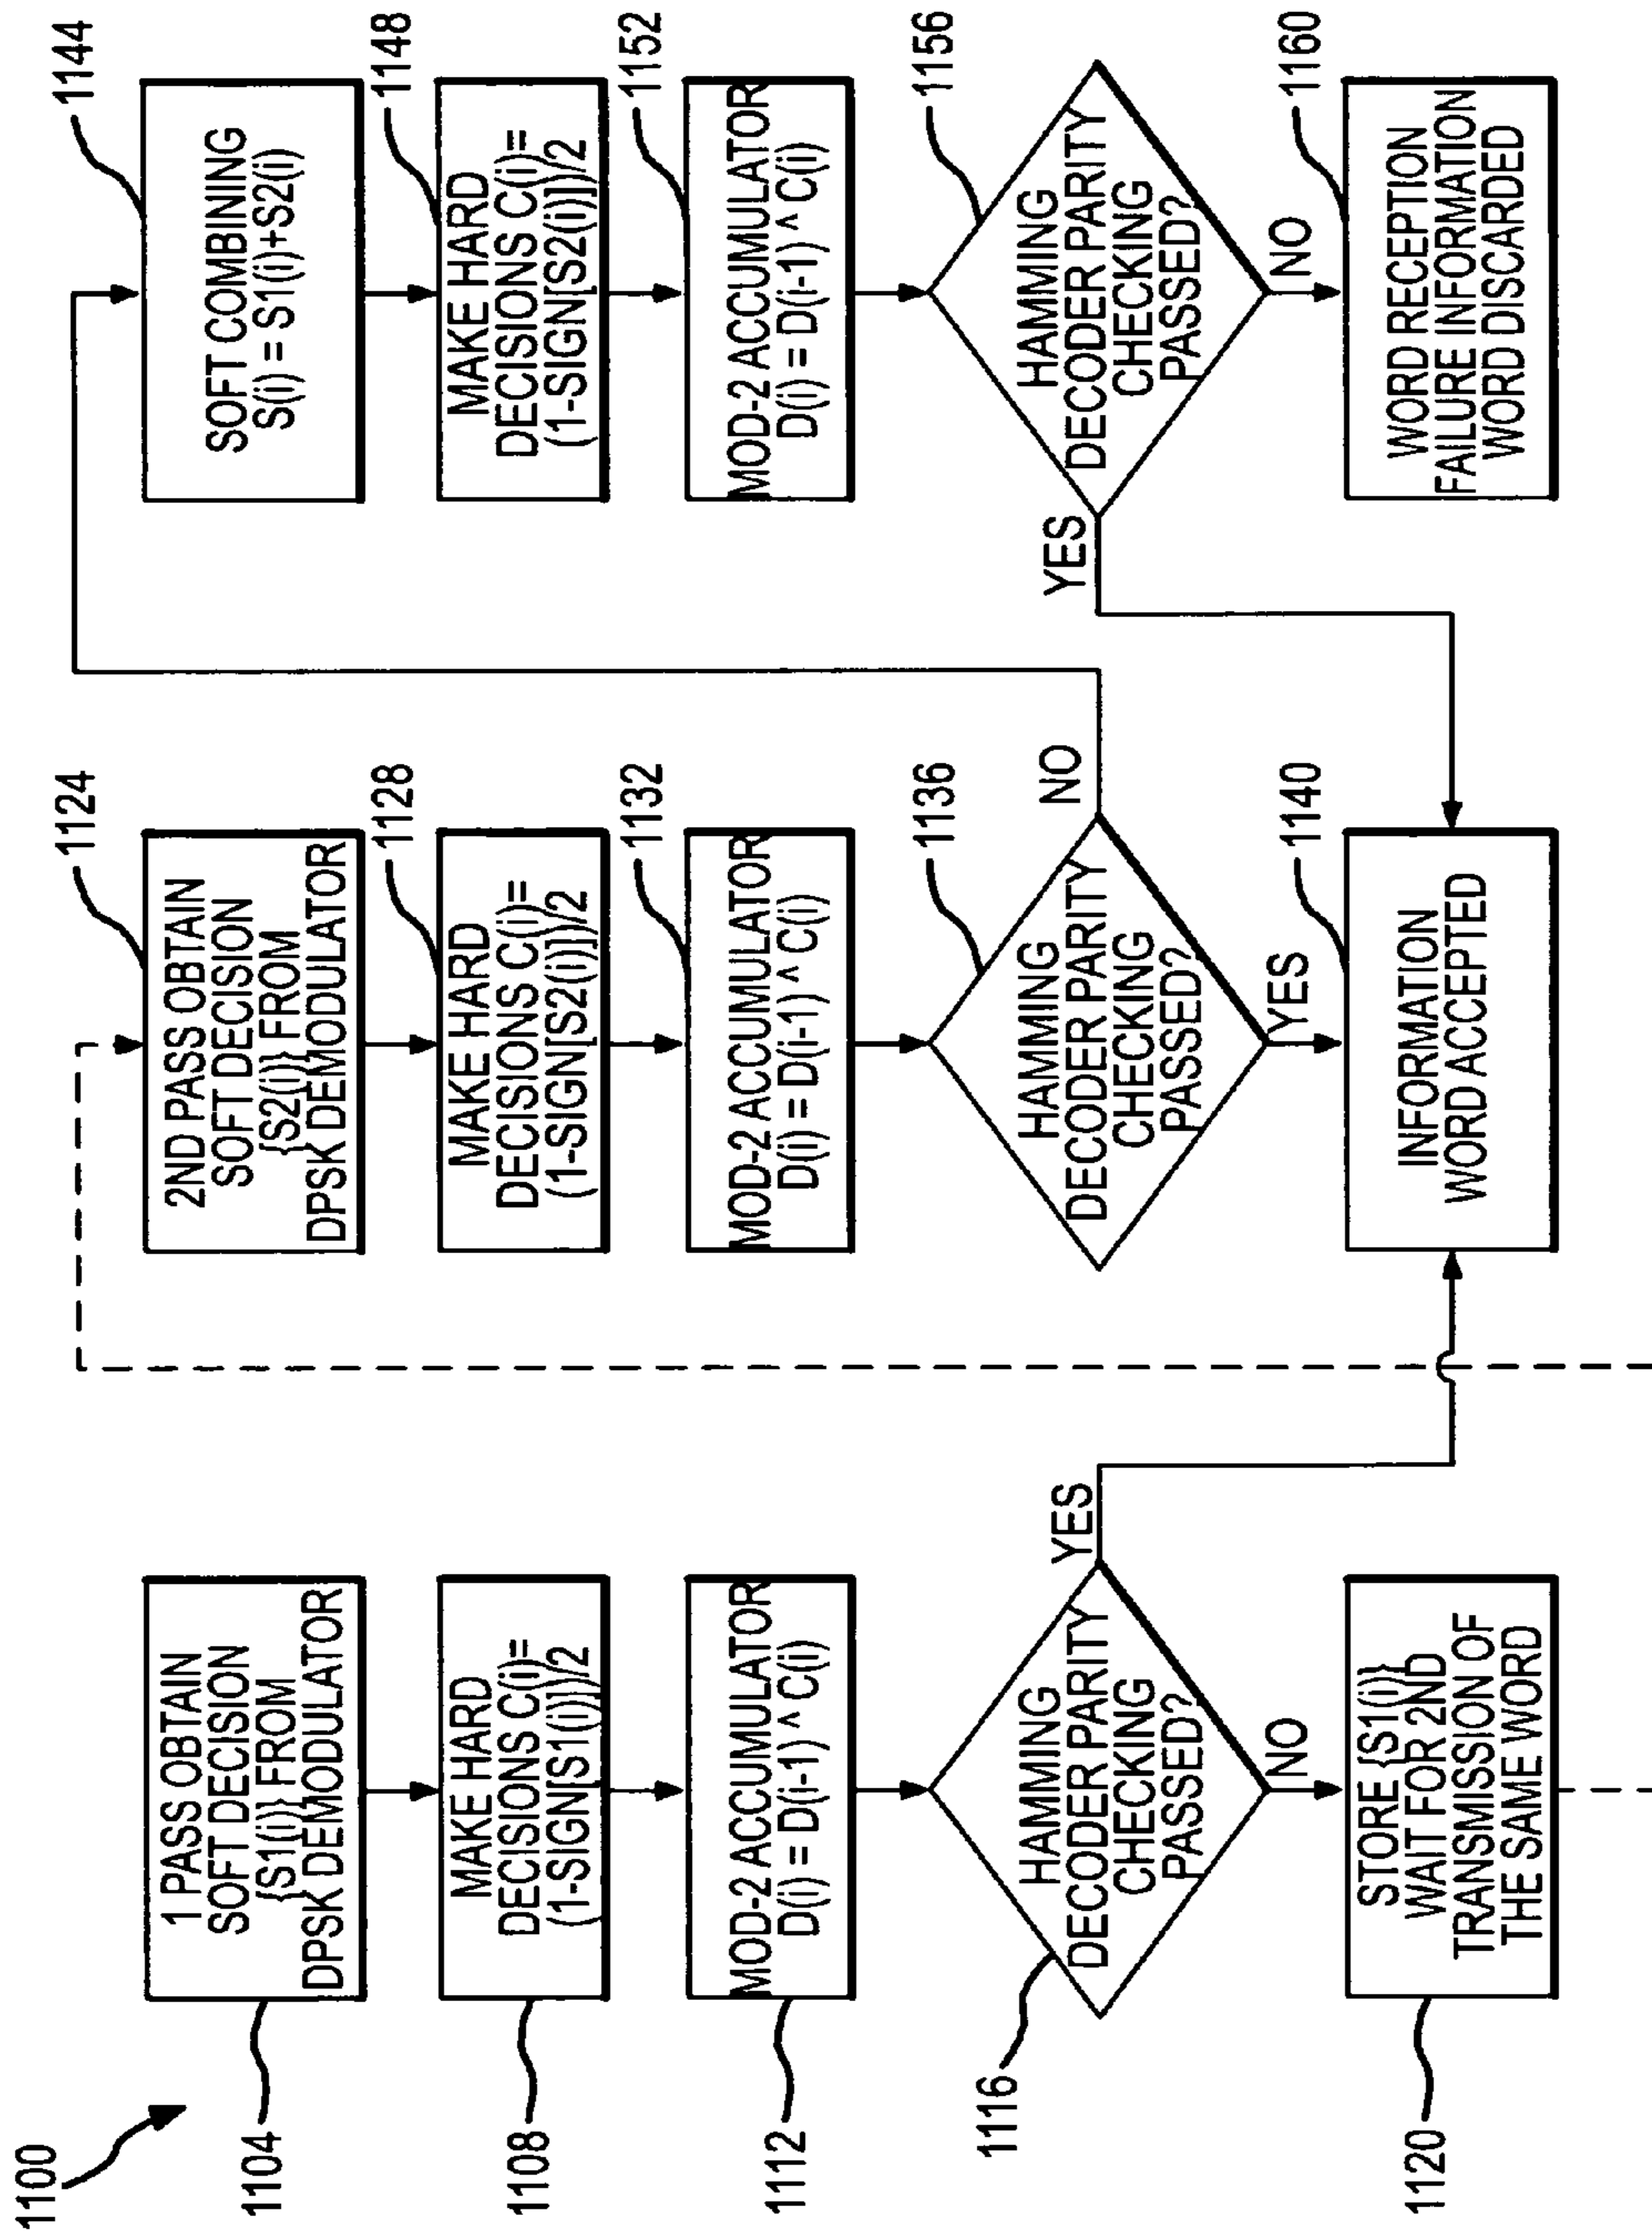 1100
1104
1 PASS OBTAIN
SOFT DECISION
{S1(i)} FROM
DPSK DEMODULATOR
1108
MAKE HARD
DECISIONS C(i)=
(1-SIGN[S1(i)])/2
1112
MOD-2 ACCUMULATOR
D(i) = D(i-1) ^ C(i)
1116
HAMMING
DECODER PARITY
CHECKING
PASSED?
YES
NO
1120
STORE {S1(i)}
WAIT FOR 2ND
TRANSMISSION OF
THE SAME WORD
1124
2ND PASS OBTAIN
SOFT DECISION
{S2(i)} FROM
DPSK DEMODULATOR
1128
MAKE HARD
DECISIONS C(i)=
(1-SIGN[S2(i)])/2
1132
MOD-2 ACCUMULATOR
D(i) = D(i-1) ^ C(i)
1136
HAMMING
DECODER PARITY
CHECKING
PASSED?
NO
YES
1140
INFORMATION
WORD ACCEPTED
1144
SOFT COMBINING
S(i) = S1(i)+S2(i)
1148
MAKE HARD
DECISIONS C(i)=
(1-SIGN[S2(i)])/2
1152
MOD-2 ACCUMULATOR
D(i) = D(i-1) ^ C(i)
1156
HAMMING
DECODER PARITY
CHECKING
PASSED?
YES
NO
1160
WORD RECEPTION
FAILURE INFORMATION
WORD DISCARDED